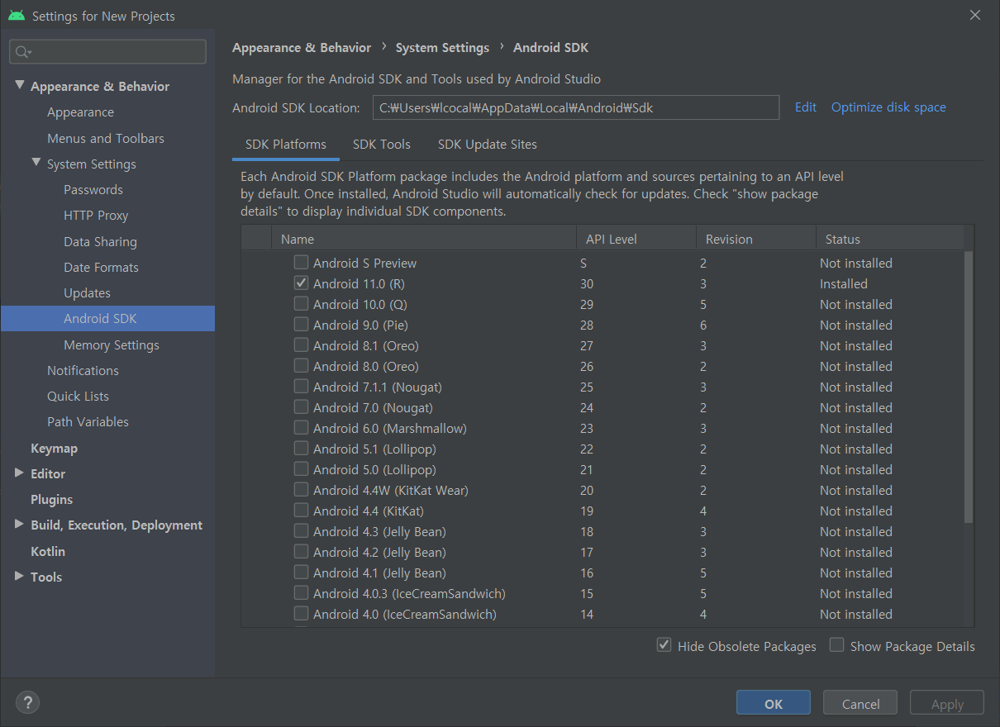 Settings for New Projects
Appearance & Behavior
Appearance
Menus and Toolbars
System Settings
Passwords
HTTP Proxy
Data Sharing
Date Formats
Updates
Android SDK
Memory Settings
Notifications
Quick Lists
Path Variables
Keymap
Editor
Plugins
Build, Execution, Deployment
Kotlin
Tools
Appearance & Behavior › System Settings › Android SDK
Manager for the Android SDK and Tools used by Android Studio
Android SDK Location: C:₩Users₩lcocal₩AppData₩Local₩Android₩Sdk Edit Optimize disk space
SDK Platforms SDK Tools SDK Update Sites
Each Android SDK Platform package includes the Android platform and sources pertaining to an API level
by default. Once installed, Android Studio will automatically check for updates. Check "show package
details" to display individual SDK components.
Name API Level Revision Status
Android S Preview S 2 Not installed
Android 11.0 (R) 30 3 Installed
Android 10.0 (Q) 29 5 Not installed
Android 9.0 (Pie) 28 6 Not installed
Android 8.1 (Oreo) 27 3 Not installed
Android 8.0 (Oreo) 26 2 Not installed
Android 7.1.1 (Nougat) 25 3 Not installed
Android 7.0 (Nougat) 24 2 Not installed
Android 6.0 (Marshmallow) 23 3 Not installed
Android 5.1 (Lollipop) 22 2 Not installed
Android 5.0 (Lollipop) 21 2 Not installed
Android 4.4W (KitKat Wear) 20 2 Not installed
Android 4.4 (KitKat) 19 4 Not installed
Android 4.3 (Jelly Bean) 18 3 Not installed
Android 4.2 (Jelly Bean) 17 3 Not installed
Android 4.1 (Jelly Bean) 16 5 Not installed
Android 4.0.3 (IceCreamSandwich) 15 5 Not installed
Android 4.0 (IceCreamSandwich) 14 4 Not installed
Hide Obsolete Packages Show Package Details
? OK Cancel Apply